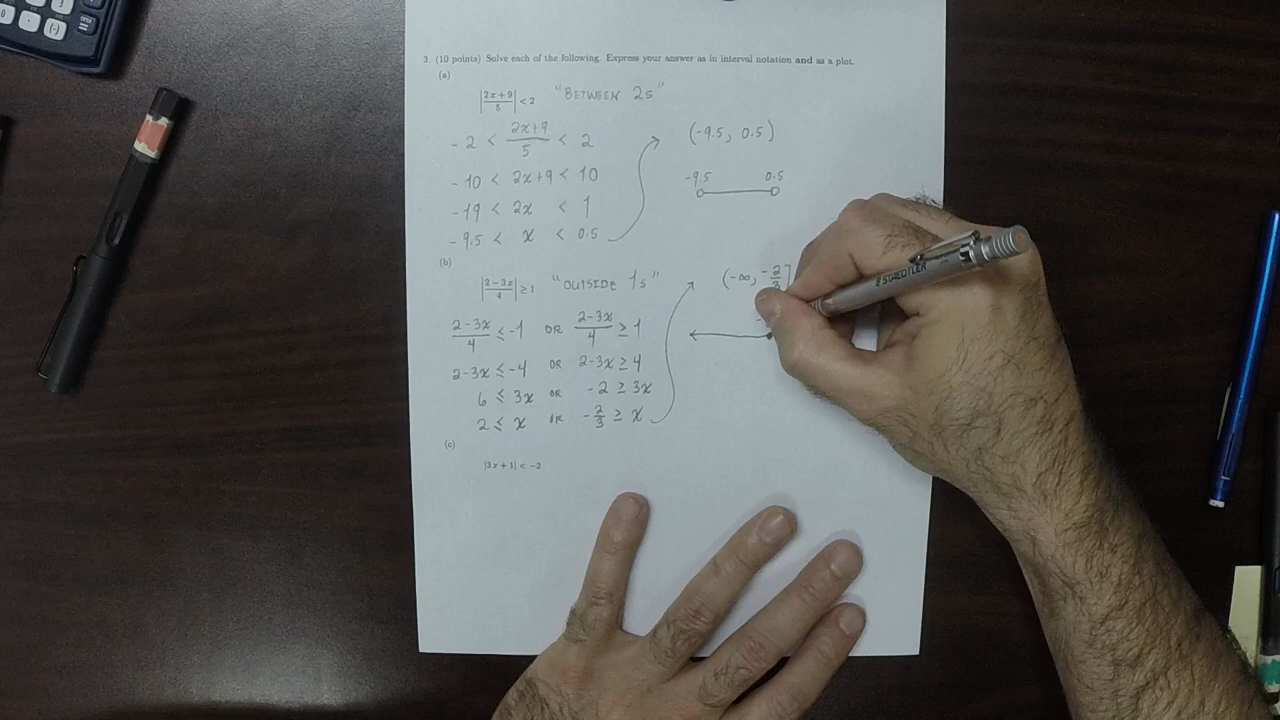 3. (10 points) Solve each of the following. Express your answer as in interval notation and as a plot.
(a)
|(2x+9)/5| < 2 "BETWEEN 2s"
-2 < (2x+9)/5 < 2
-10 < 2x+9 < 10
-19 < 2x < 1
-9.5 < x < 0.5
(-9.5, 0.5)
-9.5 0.5
(b)
|(2-3x)/4| ≥ 1 "OUTSIDE 1s"
(2-3x)/4 ≤ -1 OR (2-3x)/4 ≥ 1
2-3x ≤ -4 OR 2-3x ≥ 4
6 ≤ 3x OR -2 ≥ 3x
2 ≤ x OR -2/3 ≥ x
(-∞, -2/3]
(c)
|3x + 1| < -2
STAEDTLER